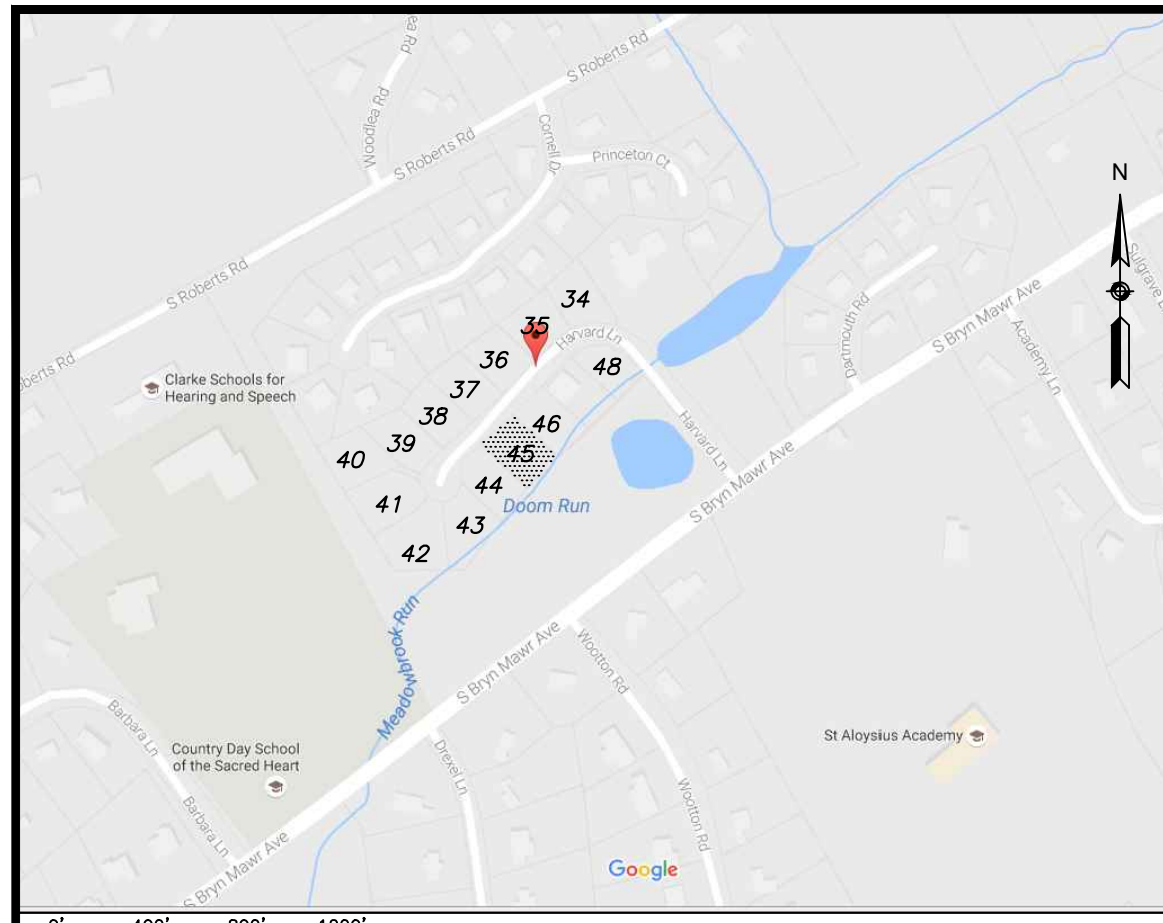 ea Rd
S Roberts Rd
Woodlea Rd
Cornell Dr
Princeton Ct
S Roberts Rd
N
S Roberts Rd
Sulgrave D
34
35
Harvard Ln
Dartmouth Rd
S Bryn Mawr Ave
Academy Ln
36
48
oberts Rd
Clarke Schools for
Hearing and Speech
37
38
46
Harvard Ln
39
40
45
S Bryn Mawr Ave
44
41
Doom Run
43
42
Meadowbrook Run
S Bryn Mawr Ave
Wootton Rd
Barbara Ln
Country Day School
of the Sacred Heart
Drexel Ln
St Aloysius Academy
Barbara Ln
Wootton Rd
S Bryn Mawr Ave
Google